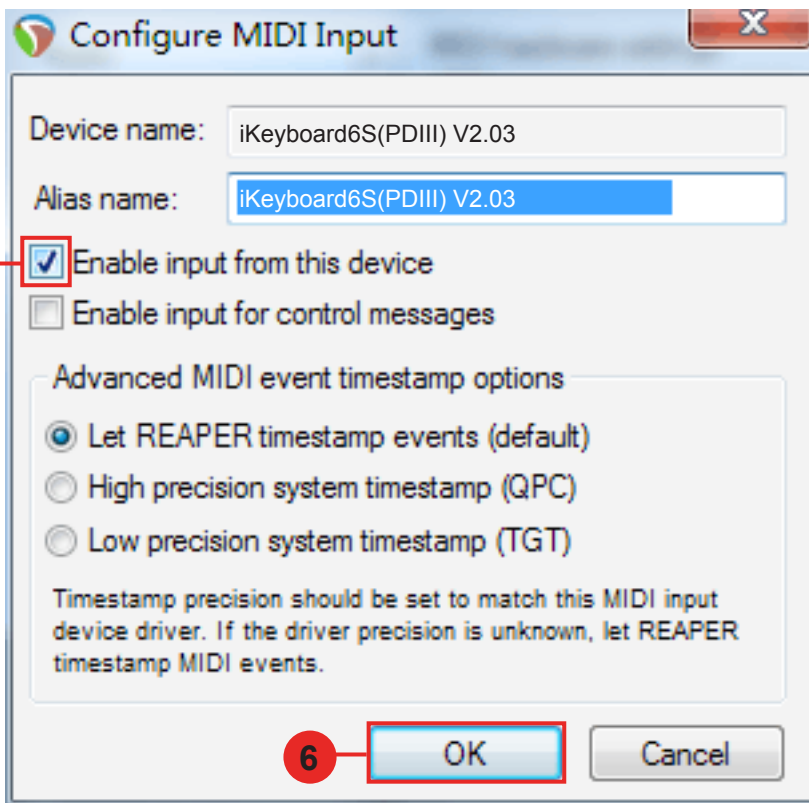 Configure MIDI Input
Device name: iKeyboard6S(PDIII) V2.03
Alias name: iKeyboard6S(PDIII) V2.03
Enable input from this device
Enable input for control messages
Advanced MIDI event timestamp options
Let REAPER timestamp events (default)
High precision system timestamp (QPC)
Low precision system timestamp (TGT)
Timestamp precision should be set to match this MIDI input
device driver. If the driver precision is unknown, let REAPER
timestamp MIDI events.
6 OK Cancel